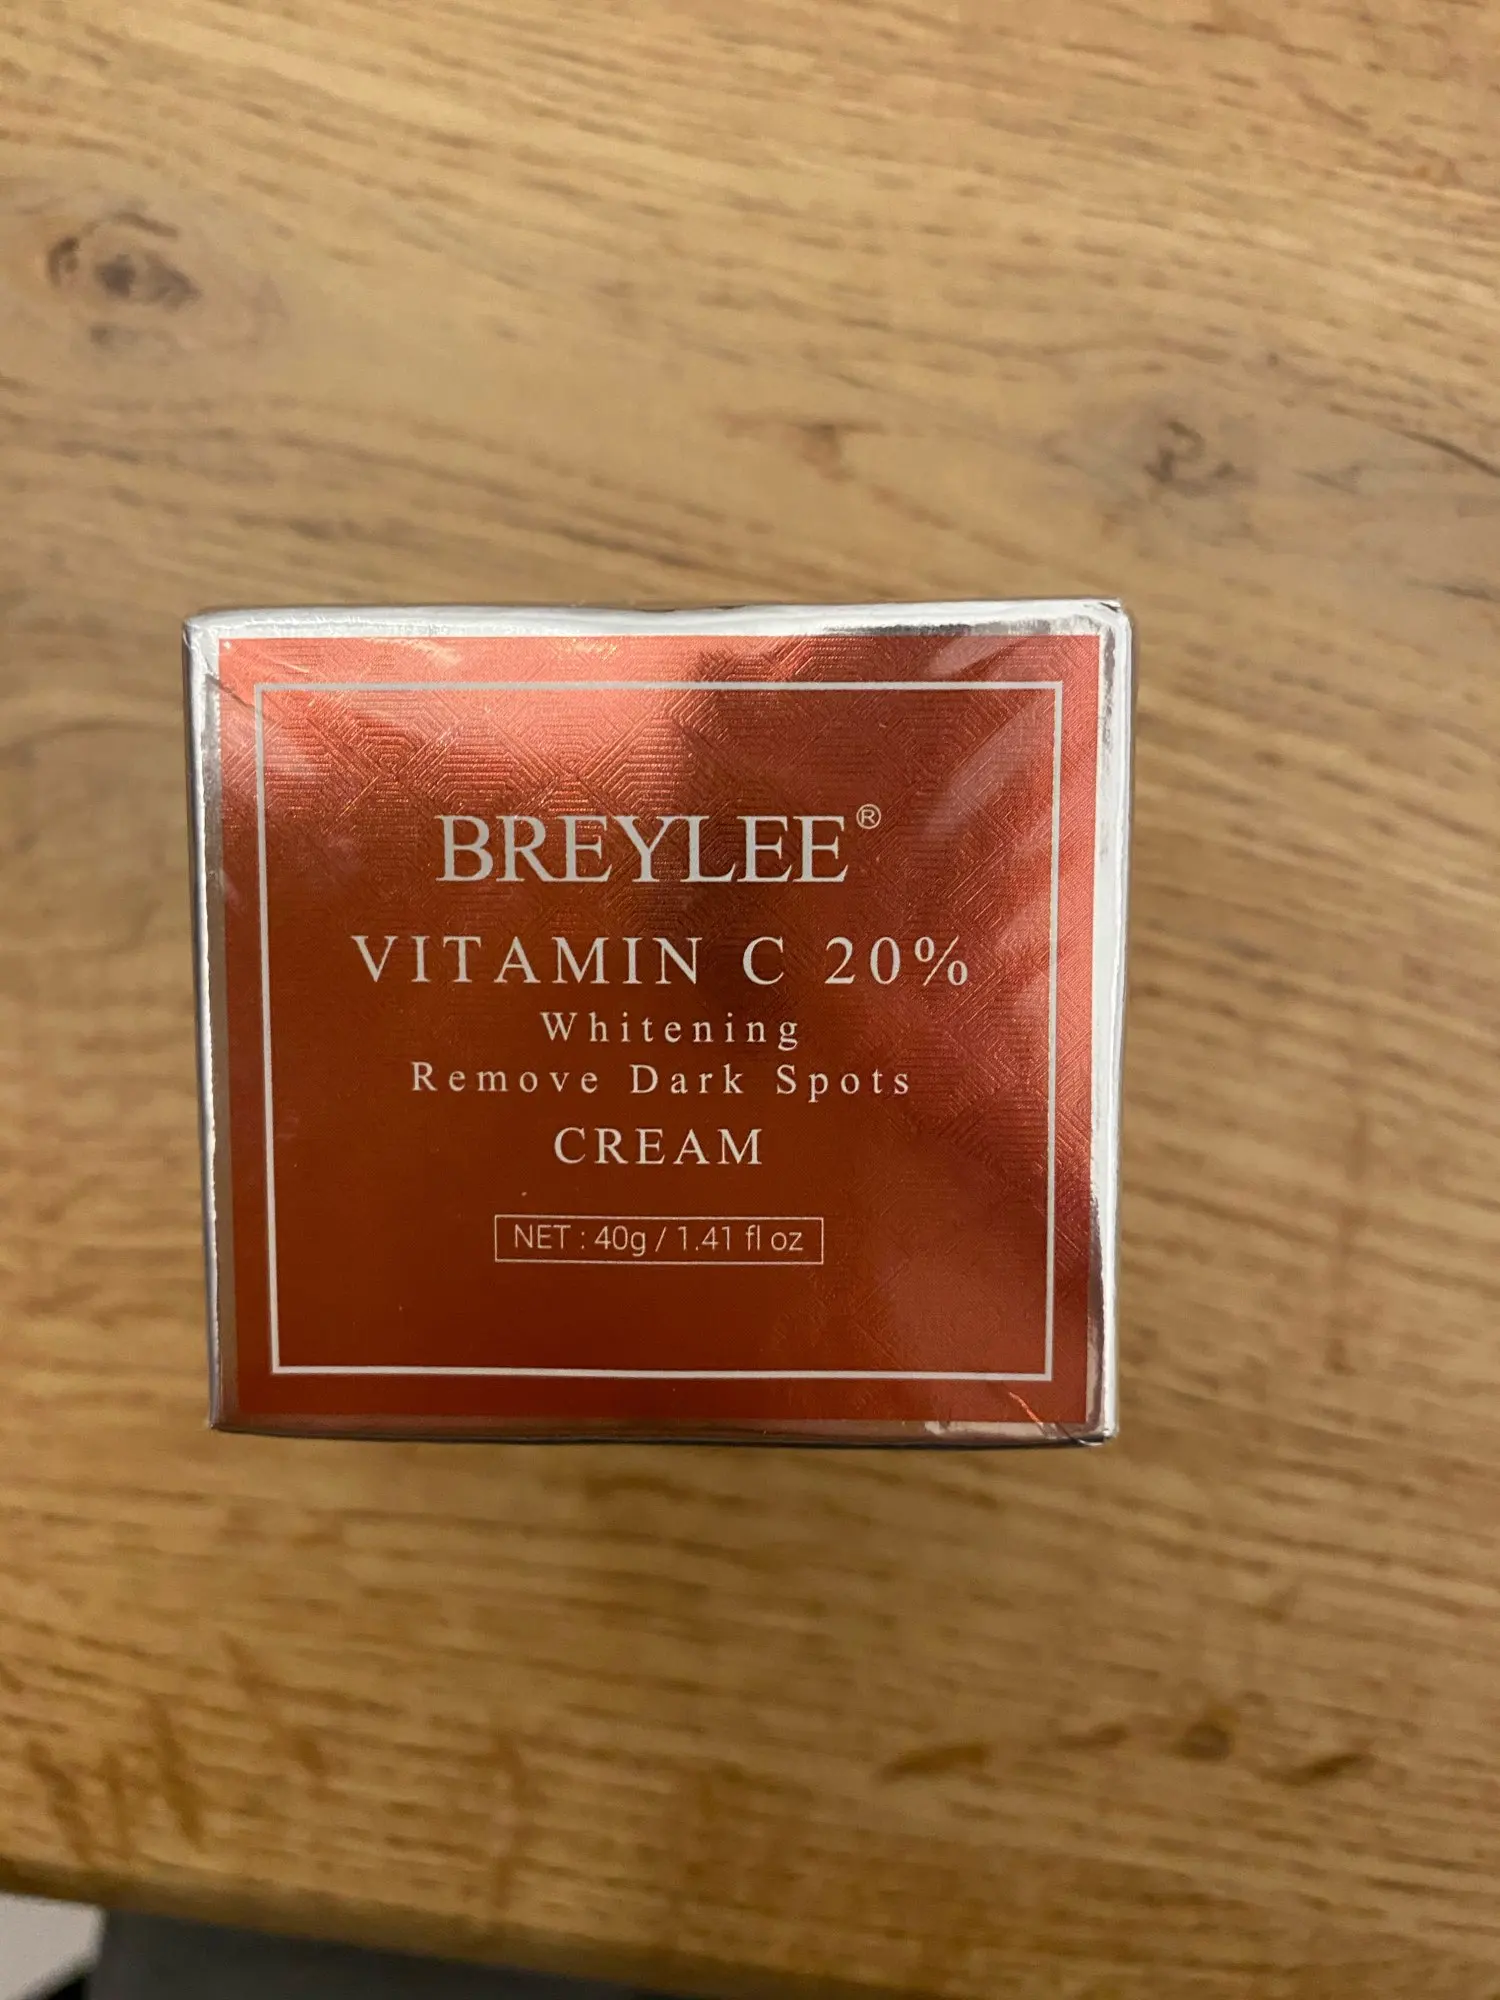 BREYLEE®
VITAMIN C 20%
Whitening
Remove Dark Spots
CREAM
NET : 40g / 1.41 fl oz